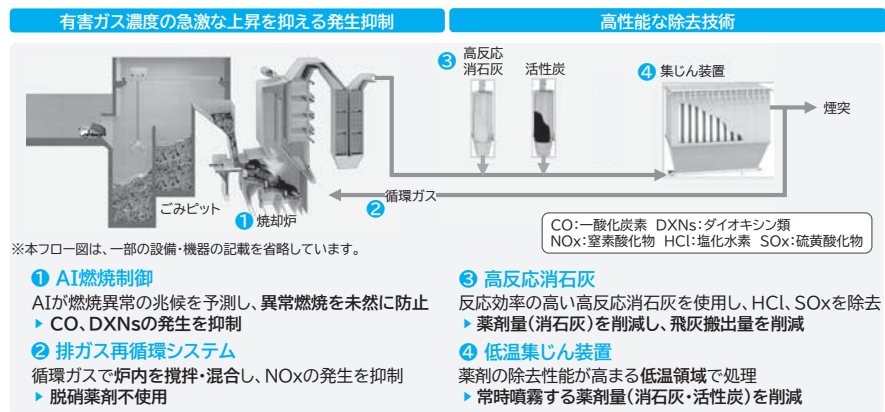 有害ガス濃度の急激な上昇を抑える発生抑制
高性能な除去技術
❸ 高反応
消石灰
活性炭
❹ 集じん装置
煙突
循環ガス
❷
ごみピット
❶ 焼却炉
CO:一酸化炭素 DXNs:ダイオキシン類
NOx:窒素酸化物 HCl:塩化水素 SOx:硫黄酸化物
※本フロー図は、一部の設備・機器の記載を省略しています。
❶ AI燃焼制御
AIが燃焼異常の兆候を予測し、異常燃焼を未然に防止
▶ CO、DXNsの発生を抑制
❷ 排ガス再循環システム
循環ガスで炉内を撹拌・混合し、NOxの発生を抑制
▶ 脱硝薬剤不使用
❸ 高反応消石灰
反応効率の高い高反応消石灰を使用し、HCl、SOxを除去
▶ 薬剤量(消石灰)を削減し、飛灰搬出量を削減
❹ 低温集じん装置
薬剤の除去性能が高まる低温領域で処理
▶ 常時噴霧する薬剤量(消石灰・活性炭)を削減